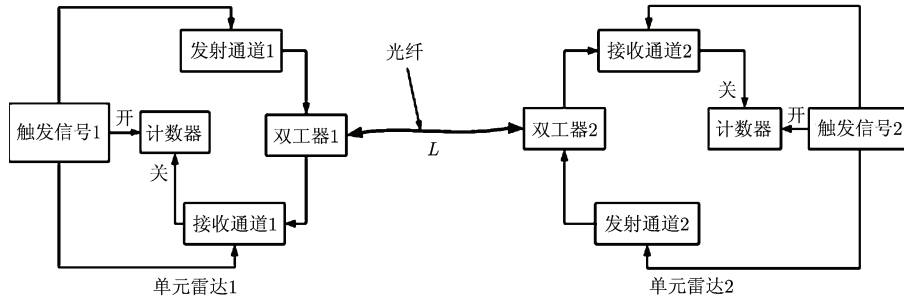 发射通道1
光纤
接收通道2
触发信号1
开
计数器
双工器1
L
双工器2
关
计数器
开
触发信号2
关
接收通道1
发射通道2
单元雷达1
单元雷达2